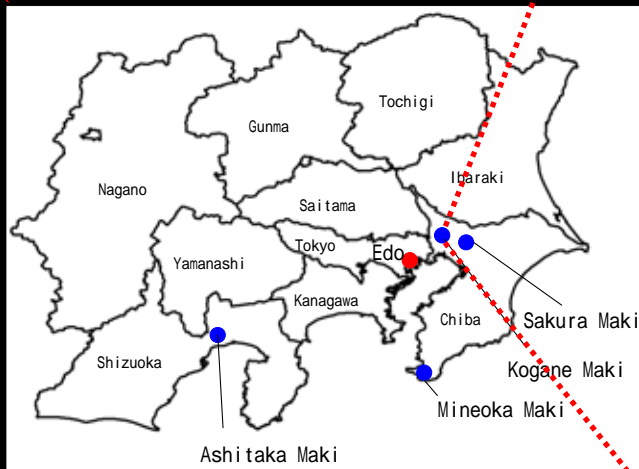 Tochigi
Gunma
Ibaraki
Nagano
Saitama
Tokyo
Edo
Yamanashi
Kanagawa
Chiba
Sakura Maki
Shizuoka
Kogane Maki
Mineoka Maki
Ashitaka Maki